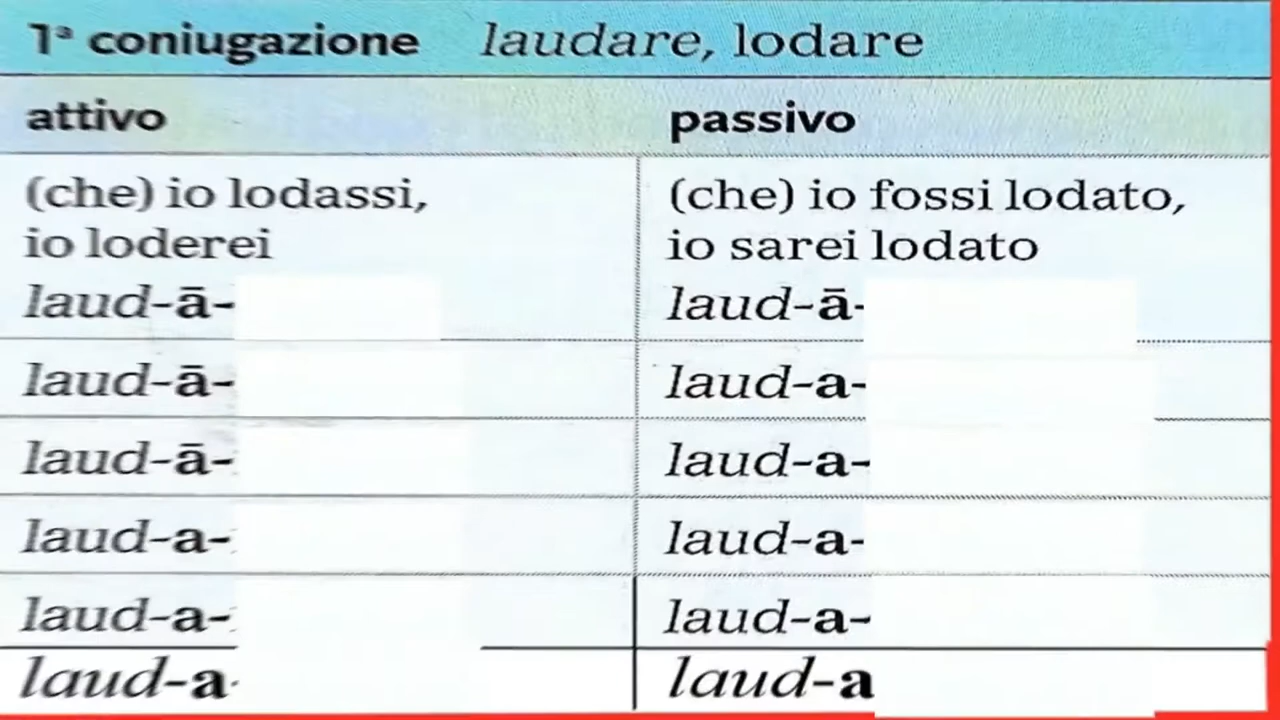 1ª coniugazione laudare, lodare
attivo passivo
(che) io lodassi, (che) io fossi lodato,
io loderei io sarei lodato
laud-ā- laud-ā-
laud-ā- laud-a-
laud-ā- laud-a-
laud-a- laud-a-
laud-a- laud-a-
laud-a- laud-a